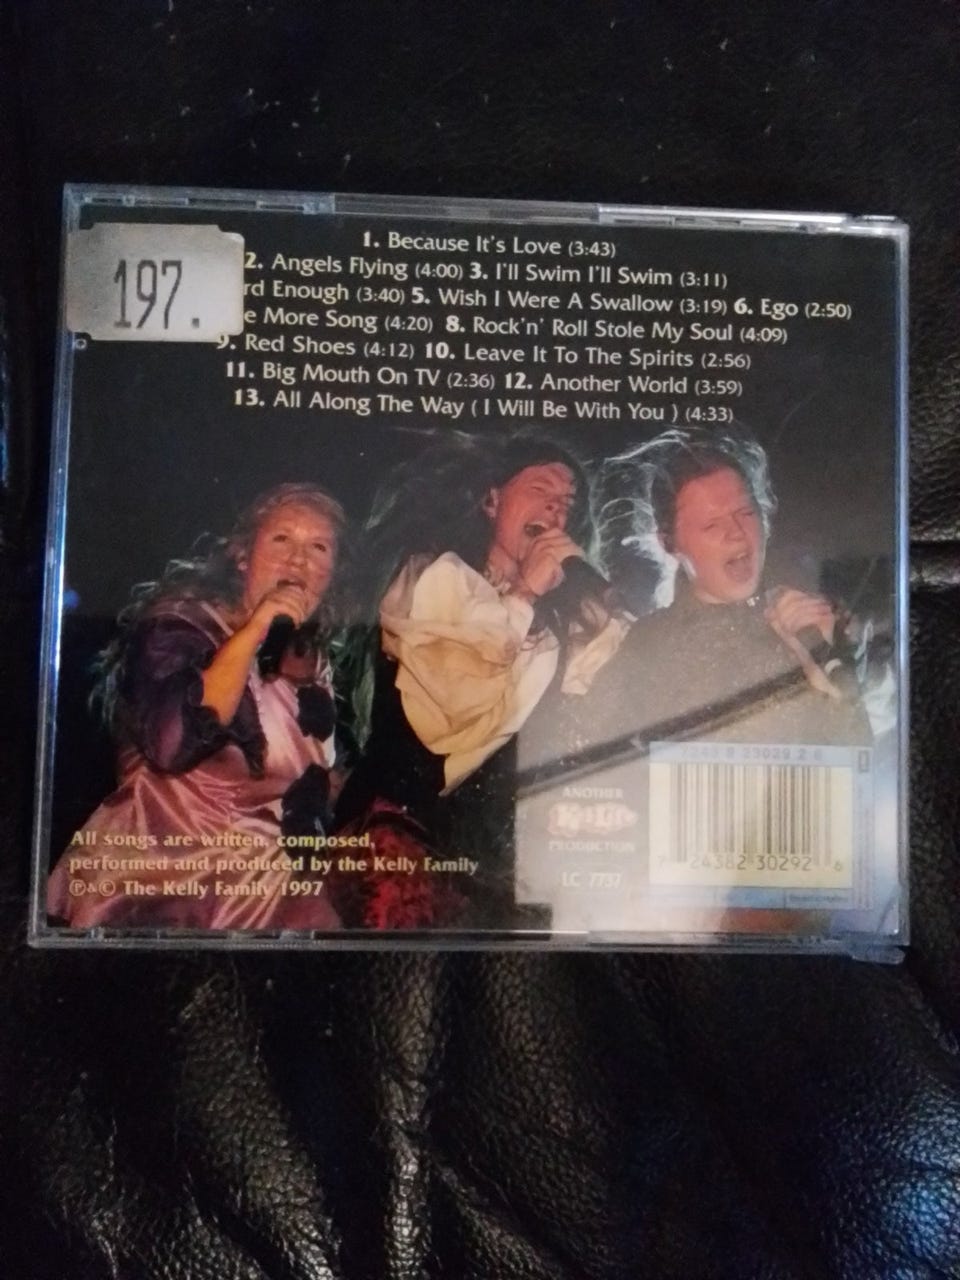 1. Because It's Love (3:43)
2. Angels Flying (4:00) 3. I'll Swim I'll Swim (3:11)
rd Enough (3:40) 5. Wish I Were A Swallow (3:19) 6. Ego (2:50)
e More Song (4:20) 8. Rock'n' Roll Stole My Soul (4:09)
9. Red Shoes (4:12) 10. Leave It To The Spirits (2:56)
11. Big Mouth On TV (2:36) 12. Another World (3:59)
13. All Along The Way ( I Will Be With You ) (4:33)
197.
All songs are written, composed,
performed and produced by the Kelly Family
℗&© The Kelly Family 1997
ANOTHER
PRODUCTION
LC 7737
7 24382 30292 6